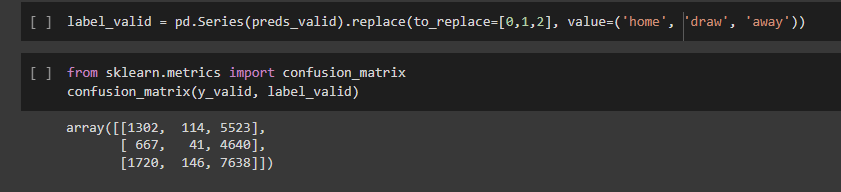 [ ] label_valid = pd.Series(preds_valid).replace(to_replace=[0,1,2], value=('home', 'draw', 'away'))
[ ] from sklearn.metrics import confusion_matrix
confusion_matrix(y_valid, label_valid)
array([[1302, 114, 5523],
[ 667, 41, 4640],
[1720, 146, 7638]])